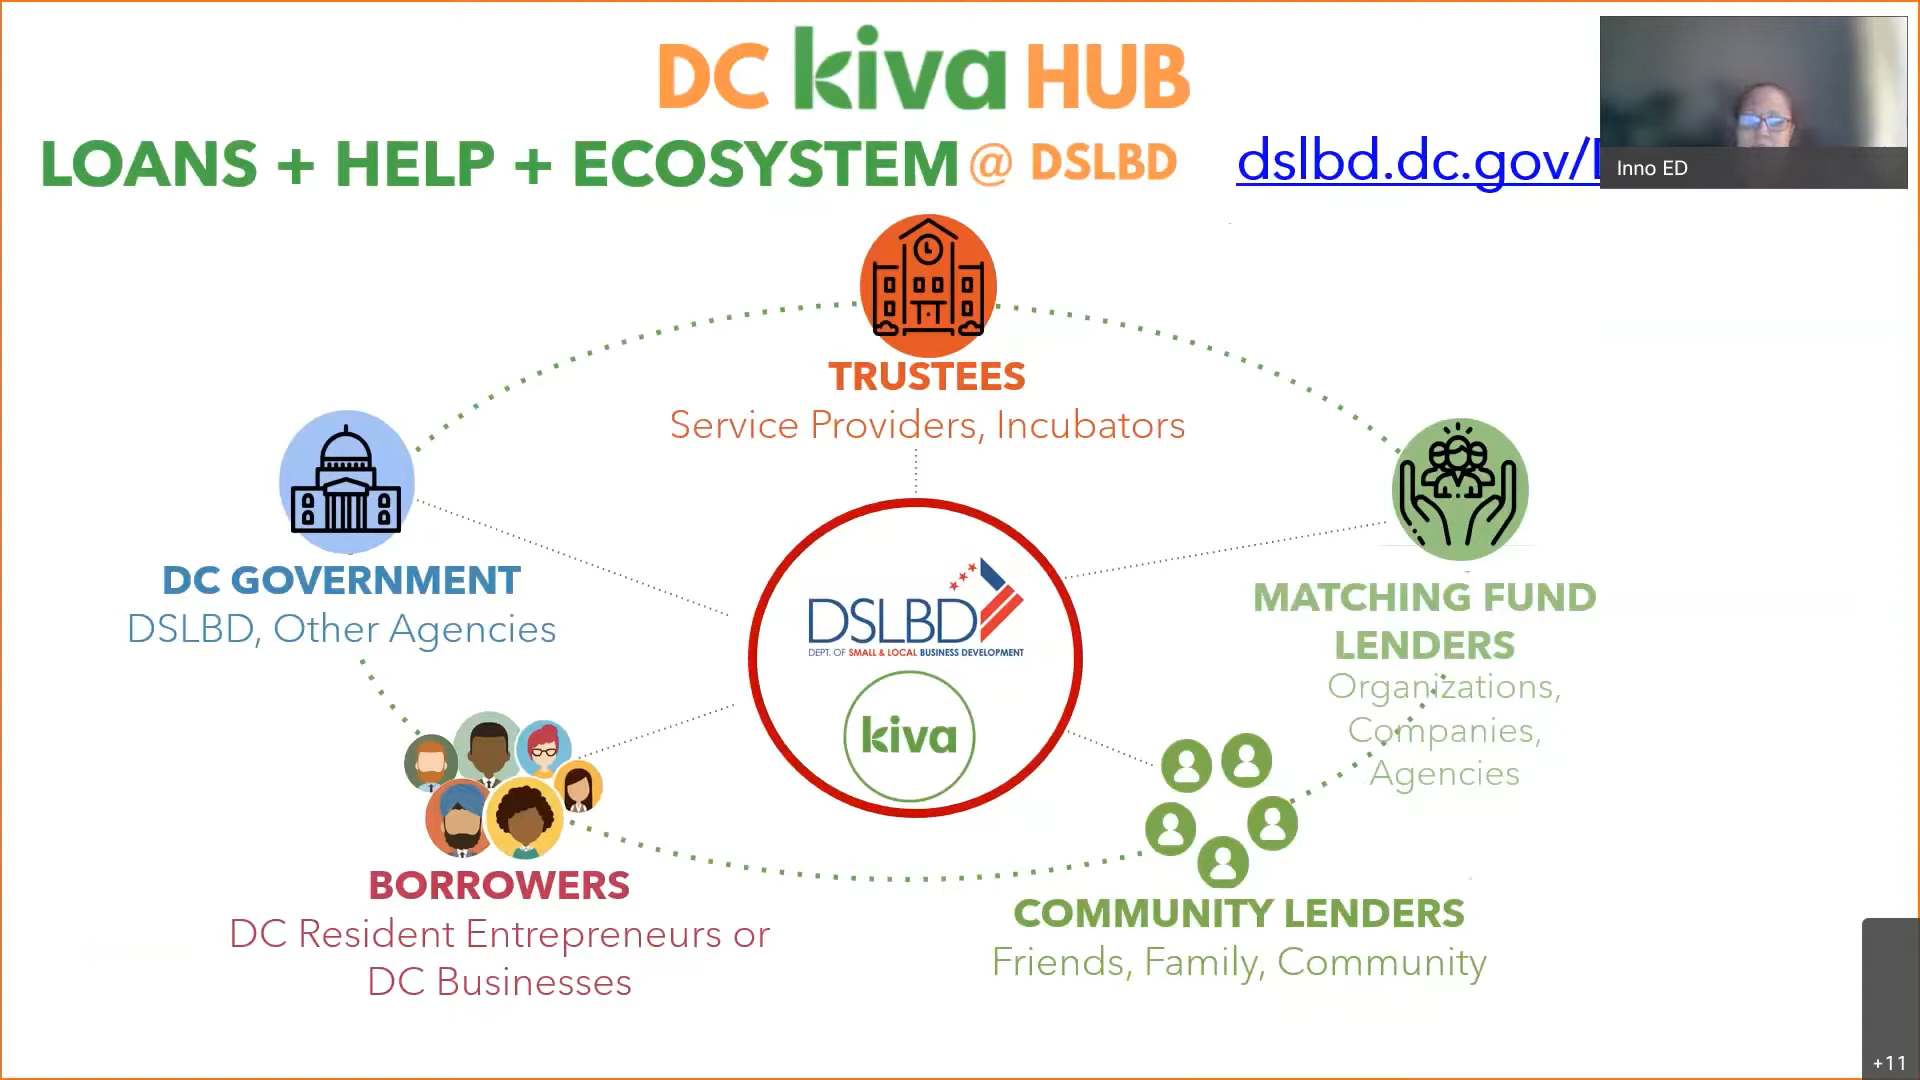 DC kiva HUB
LOANS + HELP + ECOSYSTEM @ DSLBD
dslbd.dc.gov/
Inno ED
TRUSTEES
Service Providers, Incubators
DC GOVERNMENT
DSLBD, Other Agencies
MATCHING FUND
LENDERS
Organizations,
Companies,
Agencies
DSLBD
DEPT. OF SMALL & LOCAL BUSINESS DEVELOPMENT
kiva
BORROWERS
DC Resident Entrepreneurs or
DC Businesses
COMMUNITY LENDERS
Friends, Family, Community
+11